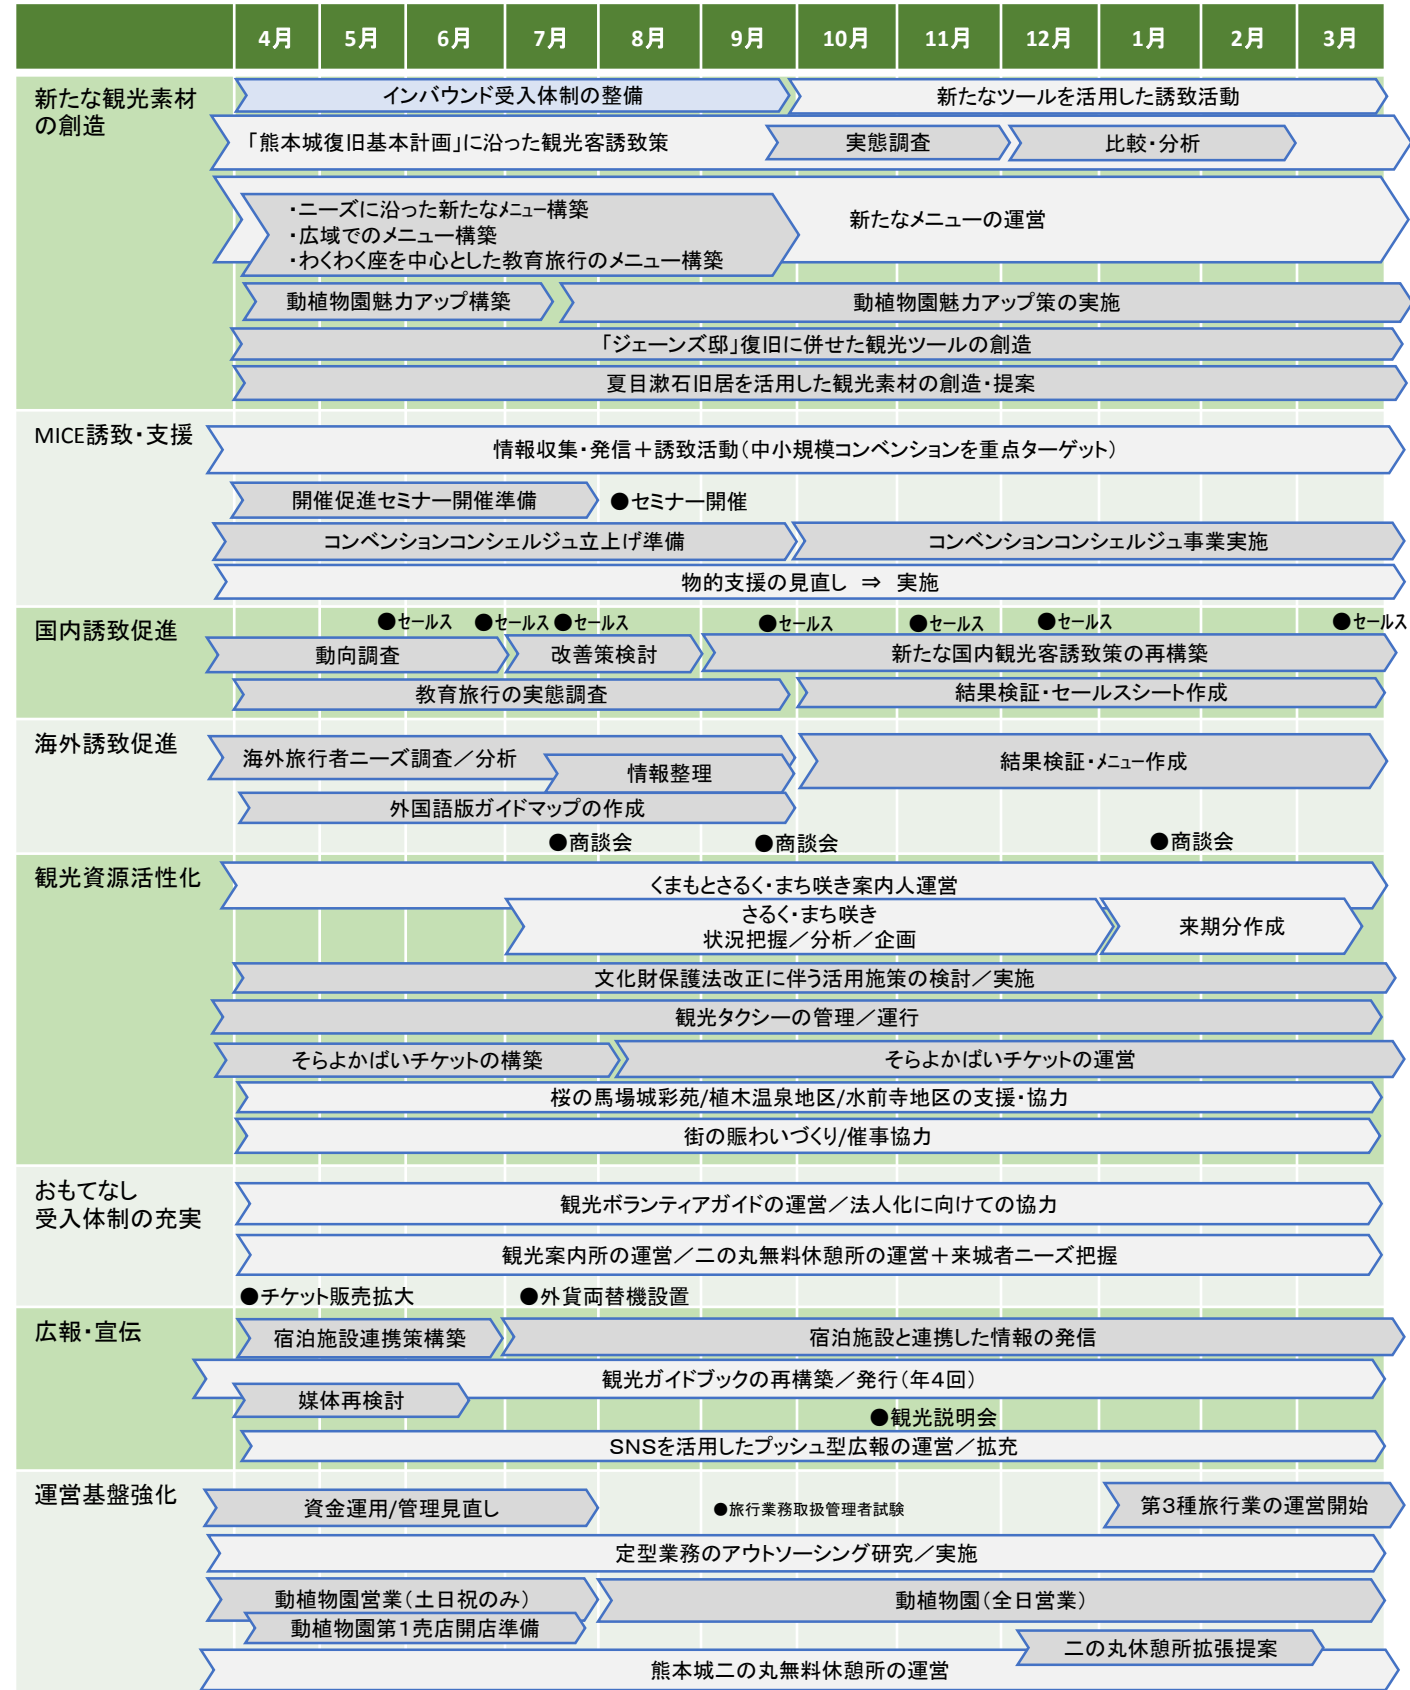 4月 5月 6月 7月 8月 9月 10月 11月 12月 1月 2月 3月
新たな観光素材
の創造
インバウンド受入体制の整備
新たなツールを活用した誘致活動
「熊本城復旧基本計画」に沿った観光客誘致策
実態調査
比較・分析
・ニーズに沿った新たなメニュー構築
・広域でのメニュー構築
・わくわく座を中心とした教育旅行のメニュー構築
新たなメニューの運営
動植物園魅力アップ構築
動植物園魅力アップ策の実施
「ジェーンズ邸」復旧に併せた観光ツールの創造
夏目漱石旧居を活用した観光素材の創造・提案
MICE誘致・支援
情報収集・発信＋誘致活動（中小規模コンベンションを重点ターゲット）
開催促進セミナー開催準備
●セミナー開催
コンベンションコンシェルジュ立上げ準備
コンベンションコンシェルジュ事業実施
物的支援の見直し ⇒ 実施
国内誘致促進
●セールス ●セールス ●セールス ●セールス ●セールス ●セールス ●セールス
動向調査
改善策検討
新たな国内観光客誘致策の再構築
教育旅行の実態調査
結果検証・セールスシート作成
海外誘致促進
海外旅行者ニーズ調査／分析
情報整理
結果検証・メニュー作成
外国語版ガイドマップの作成
●商談会 ●商談会 ●商談会
観光資源活性化
くまもとさるく・まち咲き案内人運営
さるく・まち咲き
状況把握／分析／企画
来期分作成
文化財保護法改正に伴う活用施策の検討／実施
観光タクシーの管理／運行
そらよかばいチケットの構築
そらよかばいチケットの運営
桜の馬場城彩苑/植木温泉地区/水前寺地区の支援・協力
街の賑わいづくり/催事協力
おもてなし
受入体制の充実
観光ボランティアガイドの運営／法人化に向けての協力
観光案内所の運営／二の丸無料休憩所の運営＋来城者ニーズ把握
●チケット販売拡大
●外貨両替機設置
広報・宣伝
宿泊施設連携策構築
宿泊施設と連携した情報の発信
観光ガイドブックの再構築／発行（年４回）
媒体再検討
●観光説明会
ＳＮＳを活用したプッシュ型広報の運営／拡充
運営基盤強化
資金運用/管理見直し
●旅行業務取扱管理者試験
第３種旅行業の運営開始
定型業務のアウトソーシング研究／実施
動植物園営業（土日祝のみ）
動植物園（全日営業）
動植物園第１売店開店準備
二の丸休憩所拡張提案
熊本城二の丸無料休憩所の運営